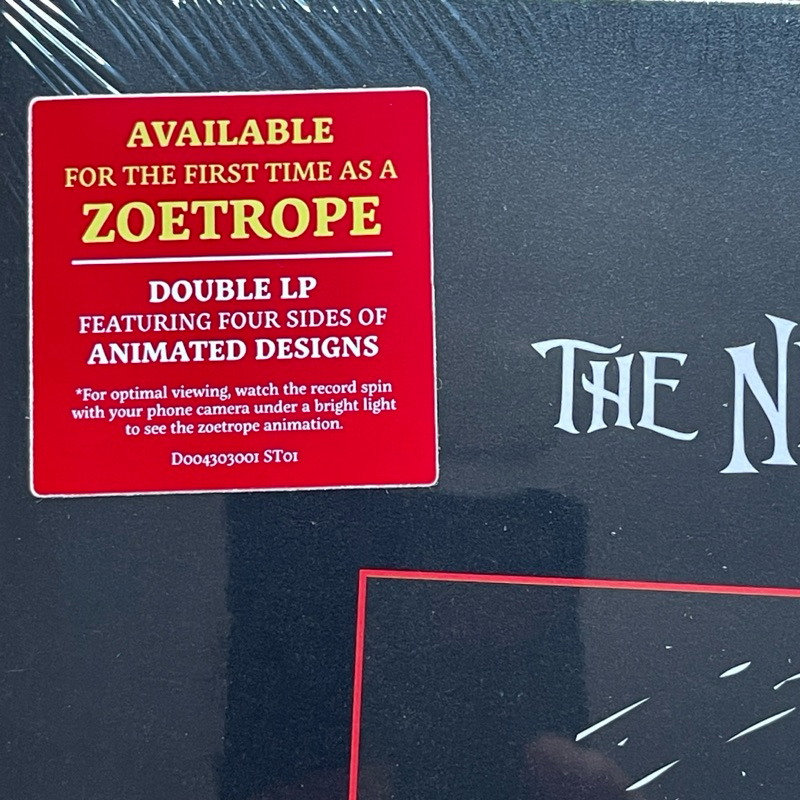 AVAILABLE
FOR THE FIRST TIME AS A
ZOETROPE
DOUBLE LP
FEATURING FOUR SIDES OF
ANIMATED DESIGNS
*For optimal viewing, watch the record spin
with your phone camera under a bright light
to see the zoetrope animation.
D004303001 ST01
THE